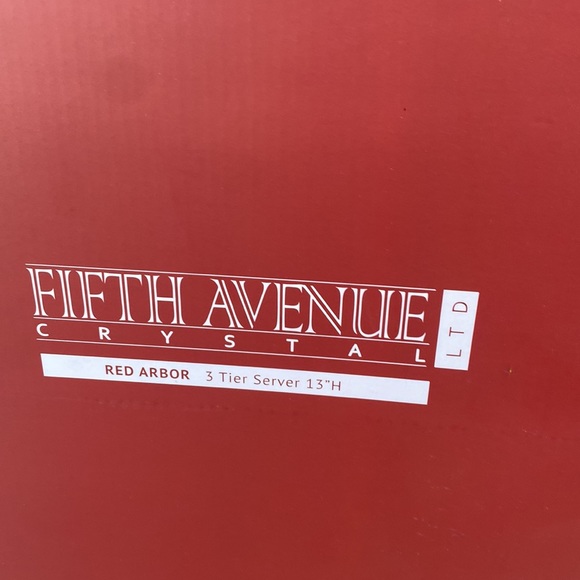 FIFTH AVENUE
CRYSTAL
LTD
RED ARBOR 3 Tier Server 13"H